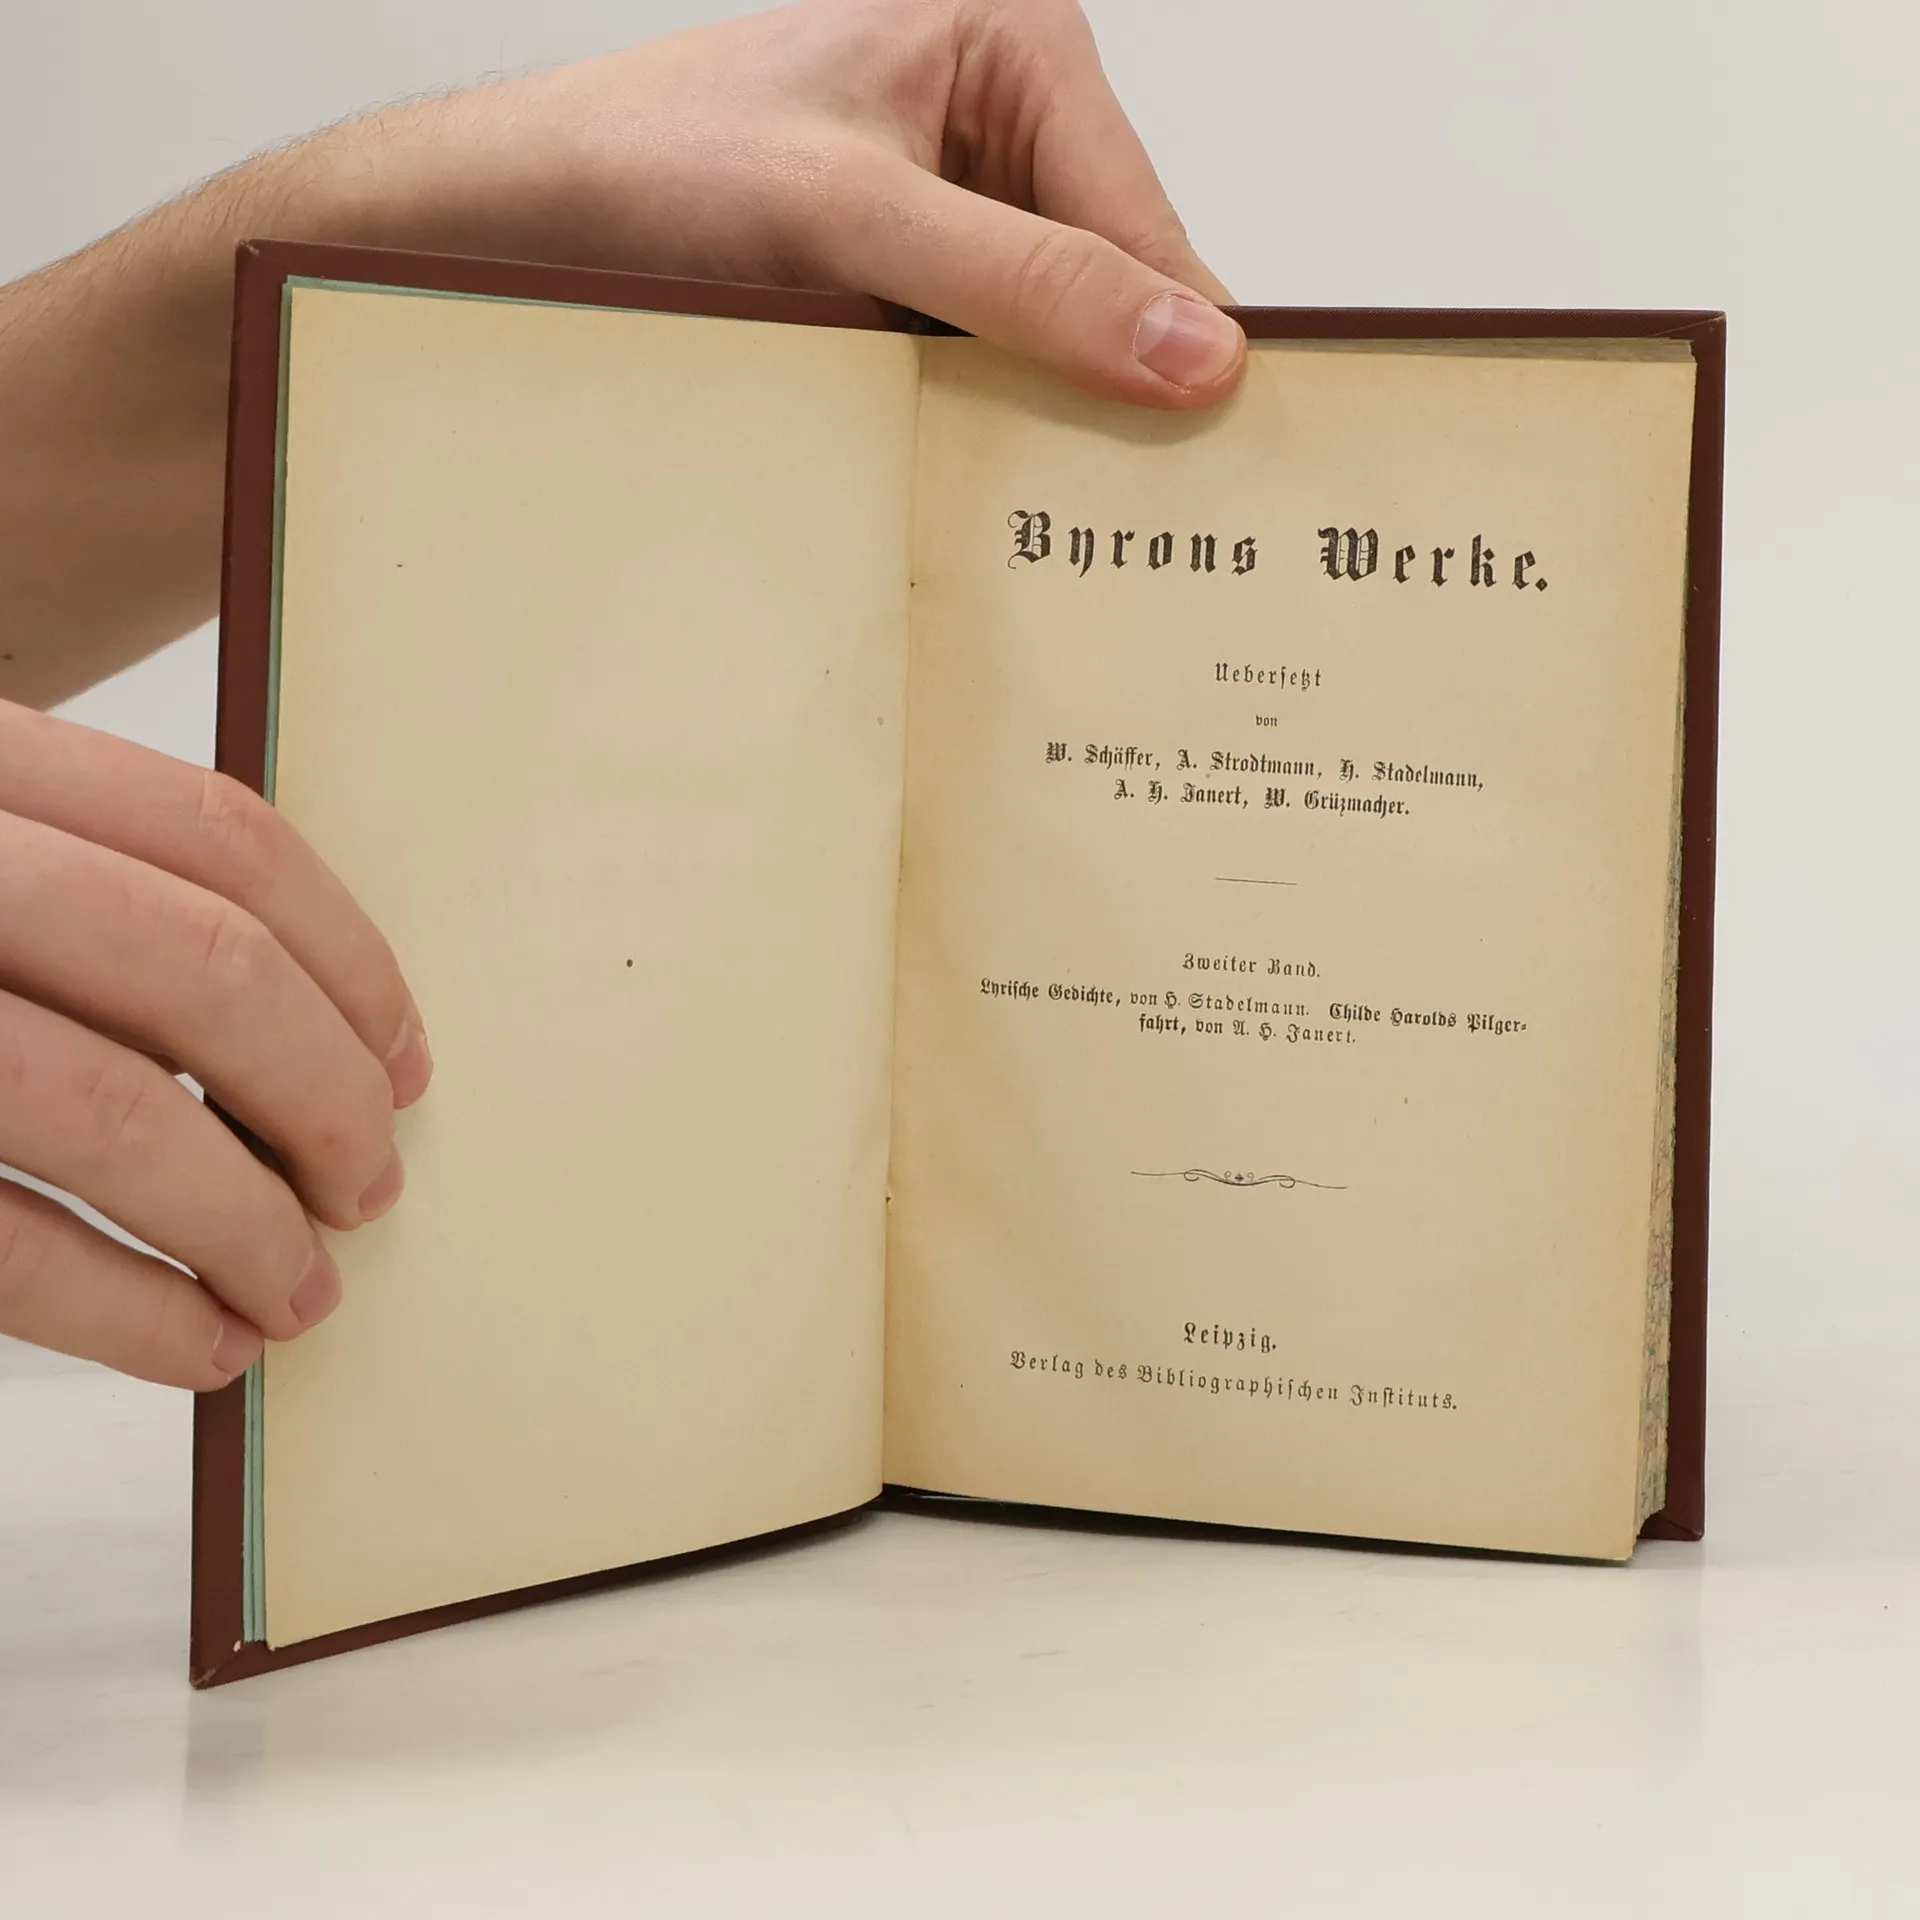 Byrons Werke.
Uebersetzt
von
W. Schäffer, A. Strodtmann, H. Stadelmann,
A. H. Janert, W. Grüzmacher.
Zweiter Band.
Lyrische Gedichte, von H. Stadelmann. Childe Harolds Pilger-
fahrt, von A. H. Janert.
Leipzig.
Verlag des Bibliographischen Instituts.